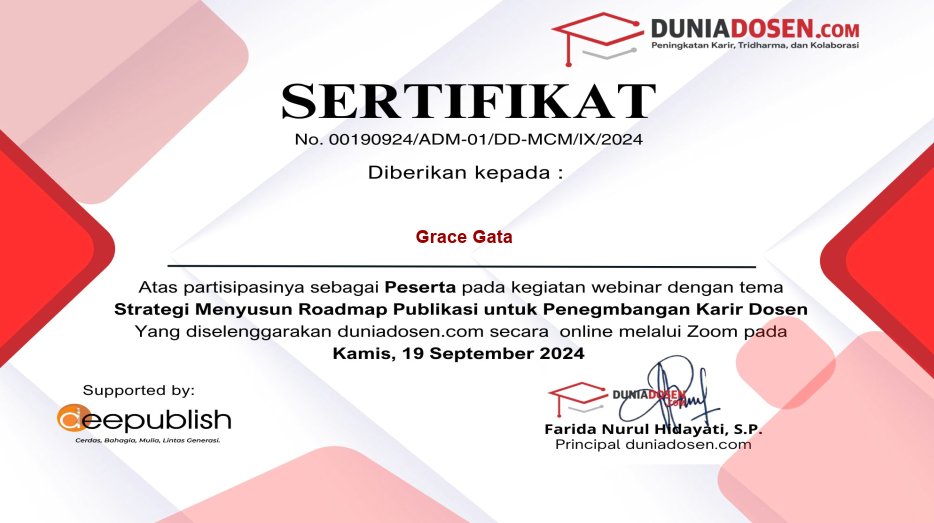 DUNIADOSEN.COM
Peningkatan Karir, Tridharma, dan Kolaborasi
SERTIFIKAT
No. 00190924/ADM-01/DD-MCM/IX/2024
Diberikan kepada :
Grace Gata
Atas partisipasinya sebagai Peserta pada kegiatan webinar dengan tema
Strategi Menyusun Roadmap Publikasi untuk Penegmbangan Karir Dosen
Yang diselenggarakan duniadosen.com secara online melalui Zoom pada
Kamis, 19 September 2024
Supported by:
deepublish
Cerdas, Bahagia, Mulia, Lintas Generasi.
DUNIADOSEN
.COM
Farida Nurul Hidayati, S.P.
Principal duniadosen.com